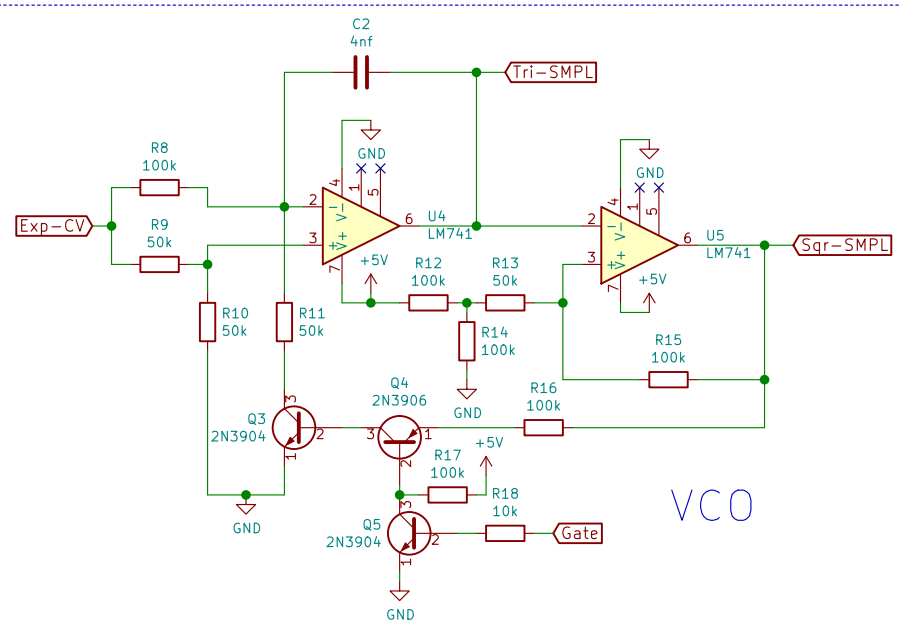 C2
4nf
Tri-SMPL
R8
100k
GND
4
1
5
GND
4
1
5
Exp-CV
R9
50k
2
-
V-
6
U4
LM741
3
+
V+
7
2
-
V-
6
U5
LM741
Sqr-SMPL
3
+
V+
7
+5V
+5V
R12
100k
R13
50k
R10
50k
R11
50k
R14
100k
R15
100k
GND
Q4
2N3906
R16
100k
Q3
2N3904
3
2
1
3
1
2
+5V
R17
100k
R18
10k
VCO
GND
Q5
2N3904
3
2
1
Gate
GND